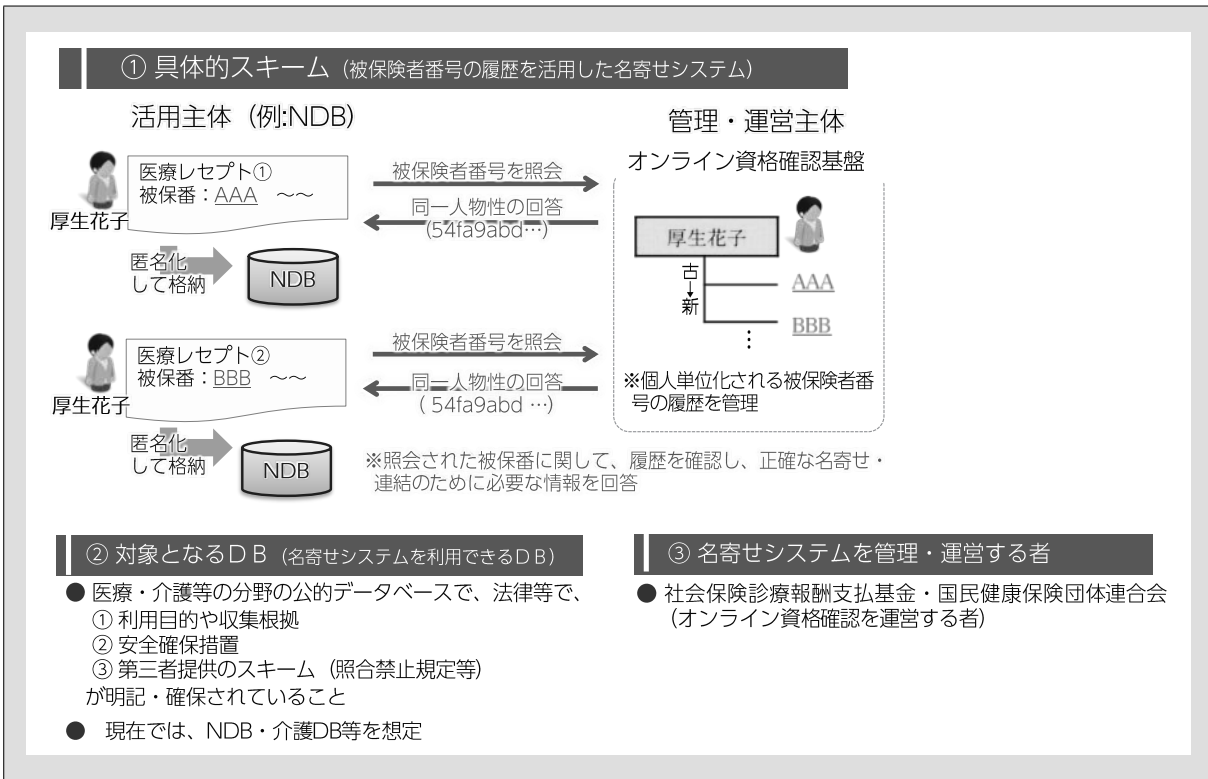 ① 具体的スキーム（被保険者番号の履歴を活用した名寄せシステム）
活用主体（例:NDB）
医療レセプト①
被保番：AAA ～～
厚生花子
匿名化
して格納
NDB
被保険者番号を照会
同一人物性の回答
(54fa9abd…)
医療レセプト②
被保番：BBB ～～
厚生花子
匿名化
して格納
NDB
被保険者番号を照会
同一人物性の回答
( 54fa9abd …)
※照会された被保番に関して、履歴を確認し、正確な名寄せ・
連結のために必要な情報を回答
管理・運営主体
オンライン資格確認基盤
厚生花子
古
→
新
AAA
BBB
⋮
※個人単位化される被保険者番
号の履歴を管理
② 対象となるＤＢ（名寄せシステムを利用できるＤＢ）
● 医療・介護等の分野の公的データベースで、法律等で、
① 利用目的や収集根拠
② 安全確保措置
③ 第三者提供のスキーム（照合禁止規定等）
が明記・確保されていること
● 現在では、NDB・介護DB等を想定
③ 名寄せシステムを管理・運営する者
● 社会保険診療報酬支払基金・国民健康保険団体連合会
（オンライン資格確認を運営する者）